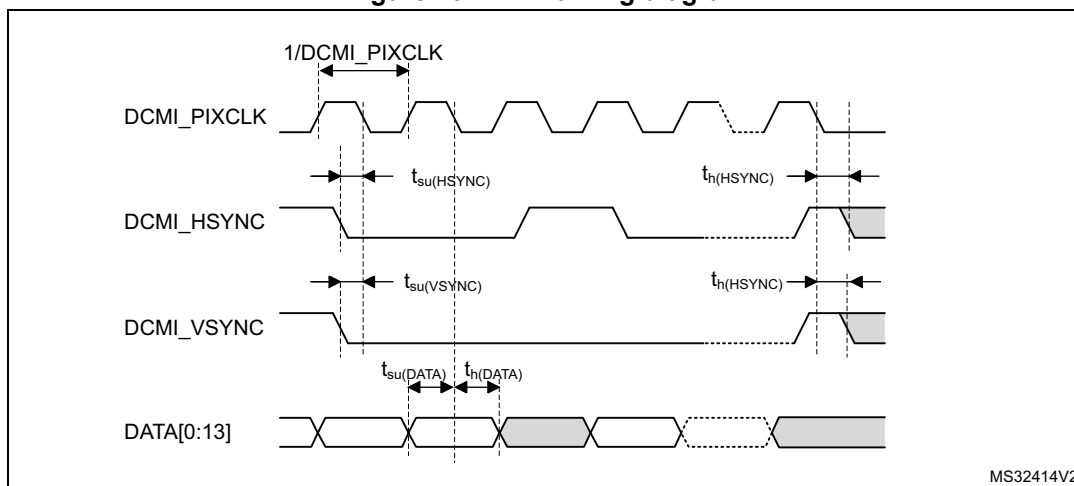 1/DCMI_PIXCLK
DCMI_PIXCLK
tsu(HSYNC)
th(HSYNC)
DCMI_HSYNC
tsu(VSYNC)
th(HSYNC)
DCMI_VSYNC
tsu(DATA) th(DATA)
DATA[0:13]
MS32414V2